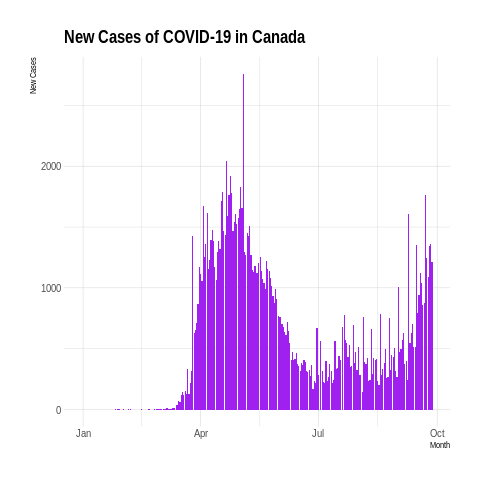 New Cases of COVID-19 in Canada
New Cases
2000
1000
0
Jan Apr Jul Oct
Month